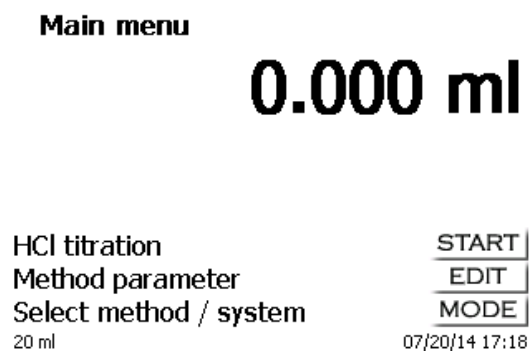 Main menu
0.000 ml
HCl titration START
Method parameter EDIT
Select method / system MODE
20 ml 07/20/14 17:18